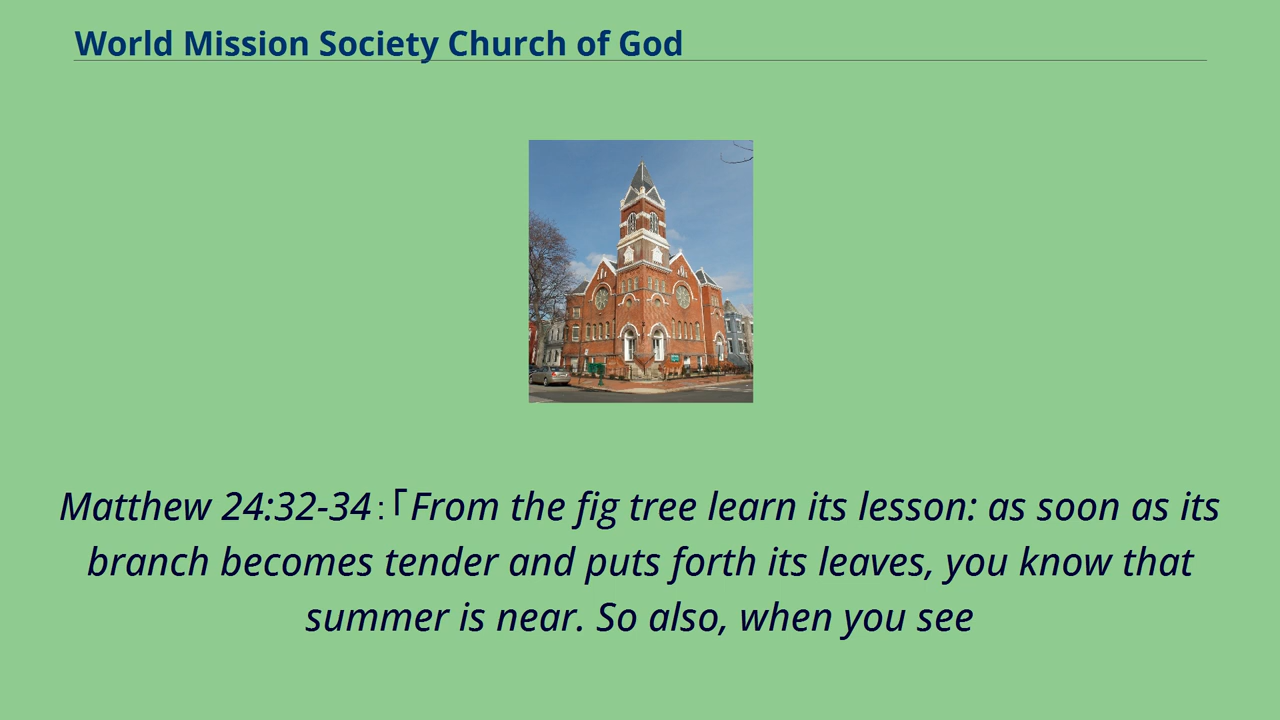 World Mission Society Church of God
Matthew 24:32-34 : ｢From the fig tree learn its lesson: as soon as its
branch becomes tender and puts forth its leaves, you know that
summer is near. So also, when you see